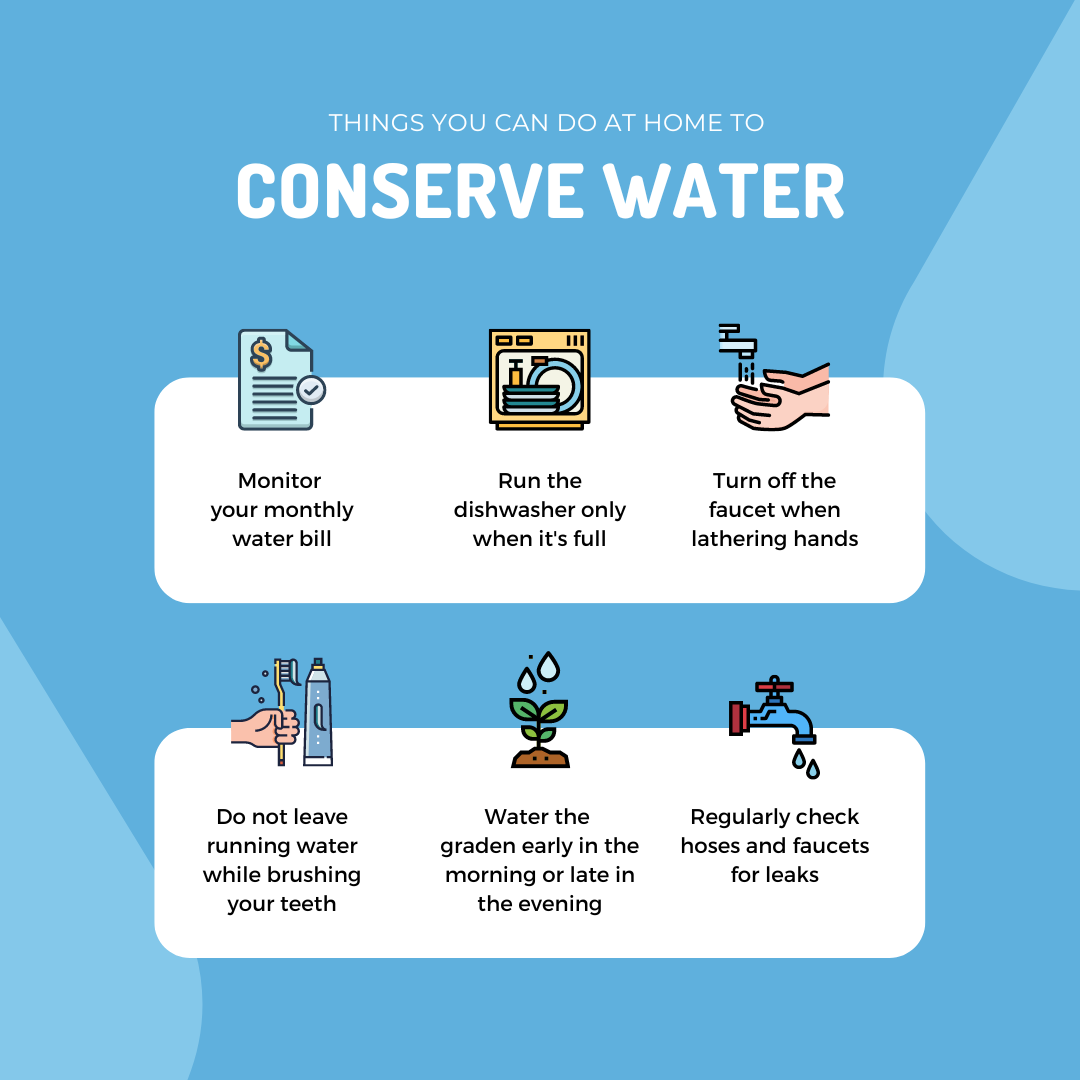 THINGS YOU CAN DO AT HOME TO
CONSERVE WATER
Monitor
your monthly
water bill
Run the
dishwasher only
when it's full
Turn off the
faucet when
lathering hands
Do not leave
running water
while brushing
your teeth
Water the
graden early in the
morning or late in
the evening
Regularly check
hoses and faucets
for leaks